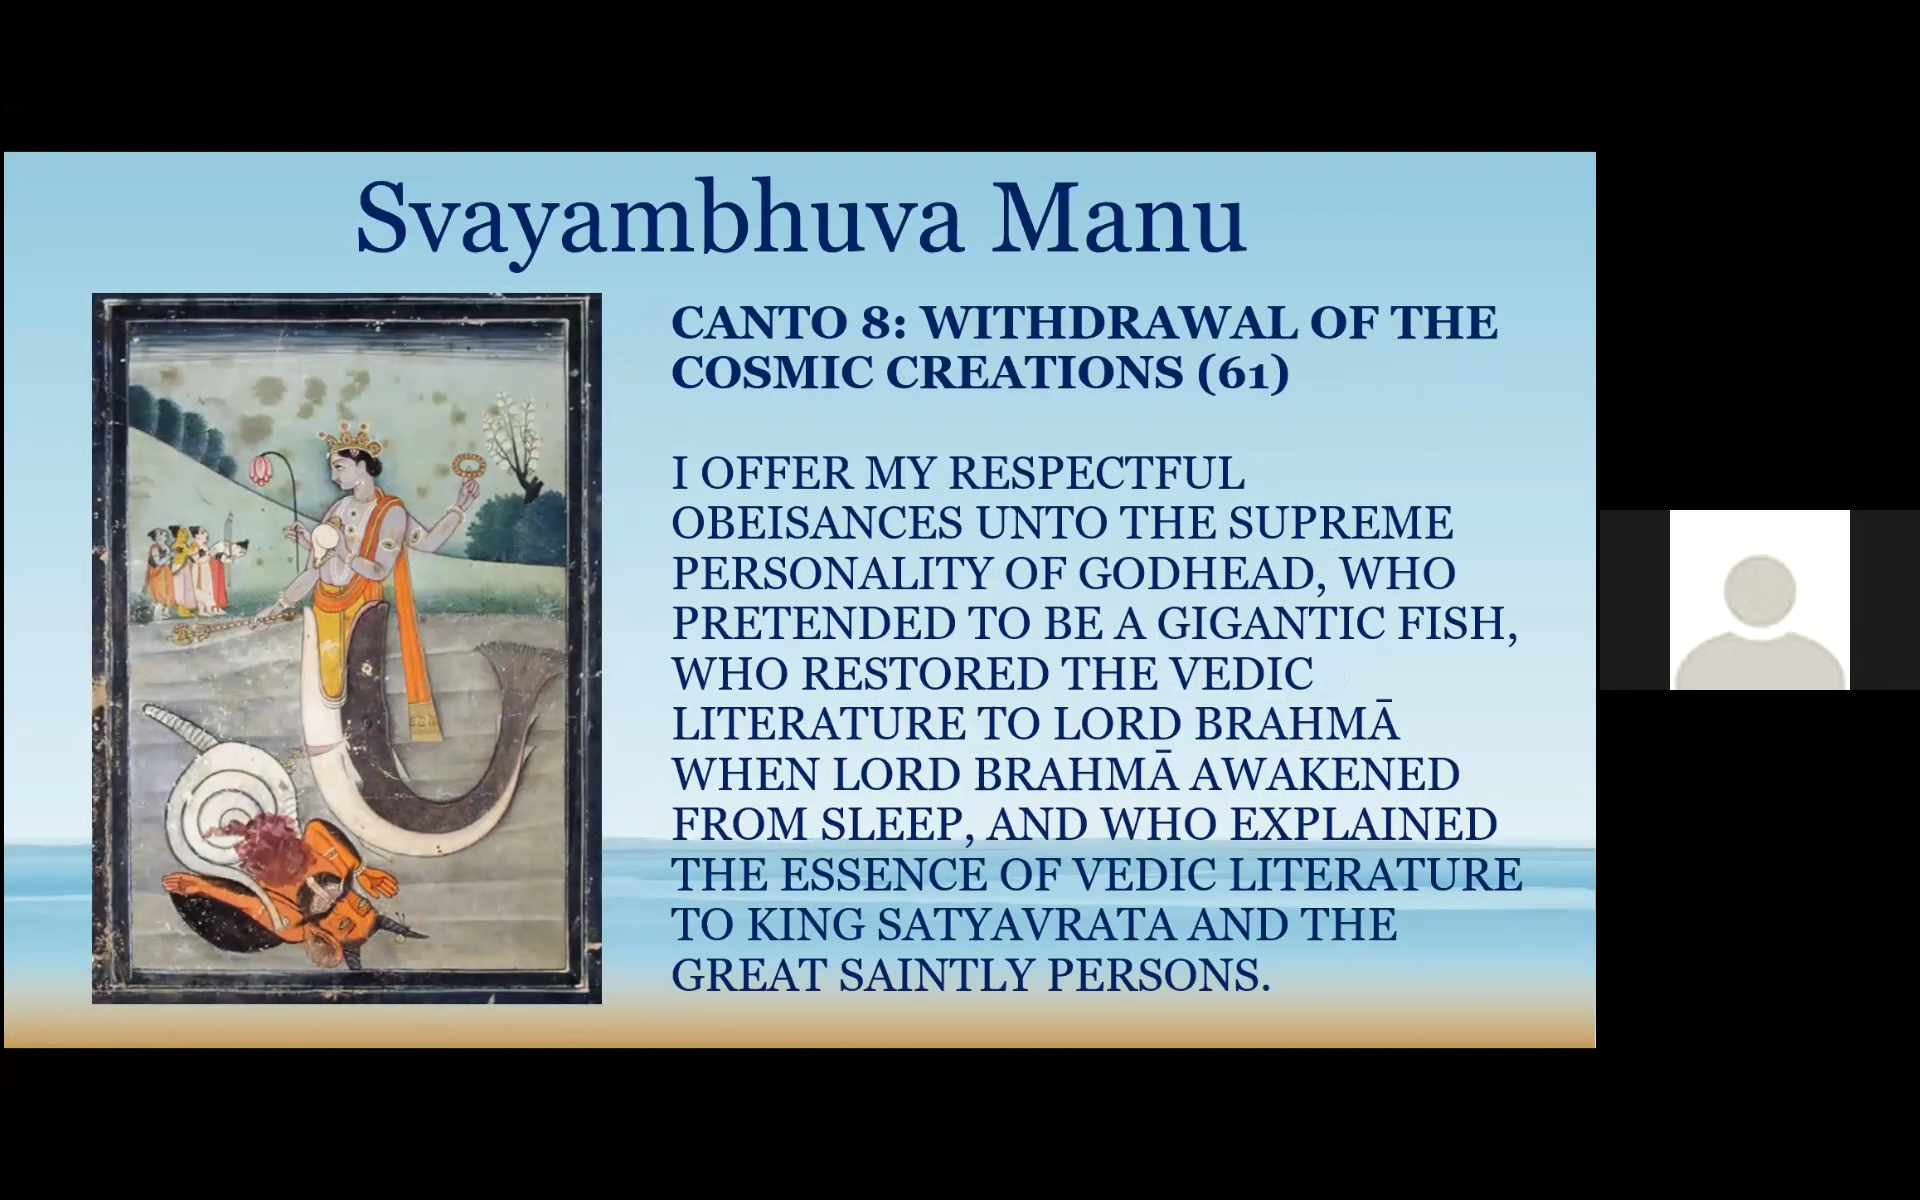 Svayambhuva Manu
CANTO 8: WITHDRAWAL OF THE
COSMIC CREATIONS (61)
I OFFER MY RESPECTFUL
OBEISANCES UNTO THE SUPREME
PERSONALITY OF GODHEAD, WHO
PRETENDED TO BE A GIGANTIC FISH,
WHO RESTORED THE VEDIC
LITERATURE TO LORD BRAHMĀ
WHEN LORD BRAHMĀ AWAKENED
FROM SLEEP, AND WHO EXPLAINED
THE ESSENCE OF VEDIC LITERATURE
TO KING SATYAVRATA AND THE
GREAT SAINTLY PERSONS.